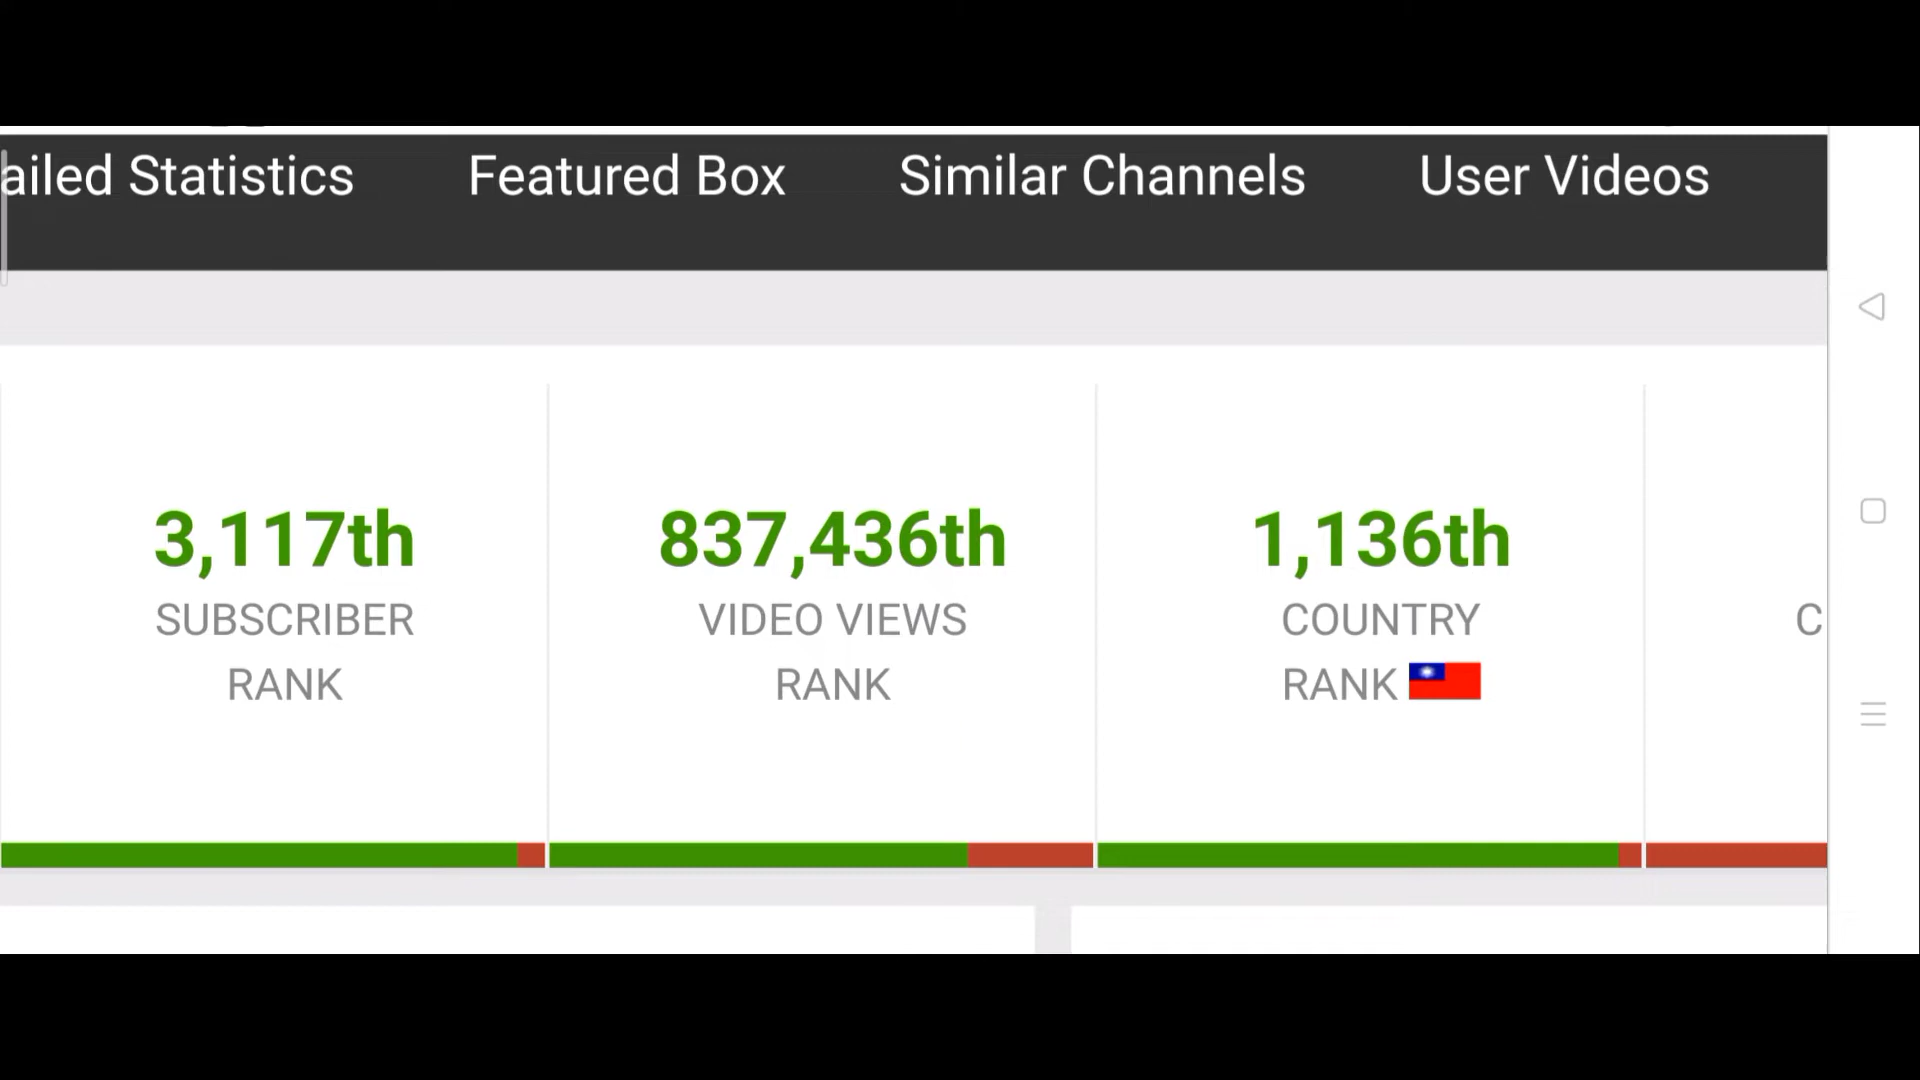 ailed Statistics Featured Box Similar Channels User Videos
3,117th 837,436th 1,136th
SUBSCRIBER VIDEO VIEWS COUNTRY C
RANK RANK RANK